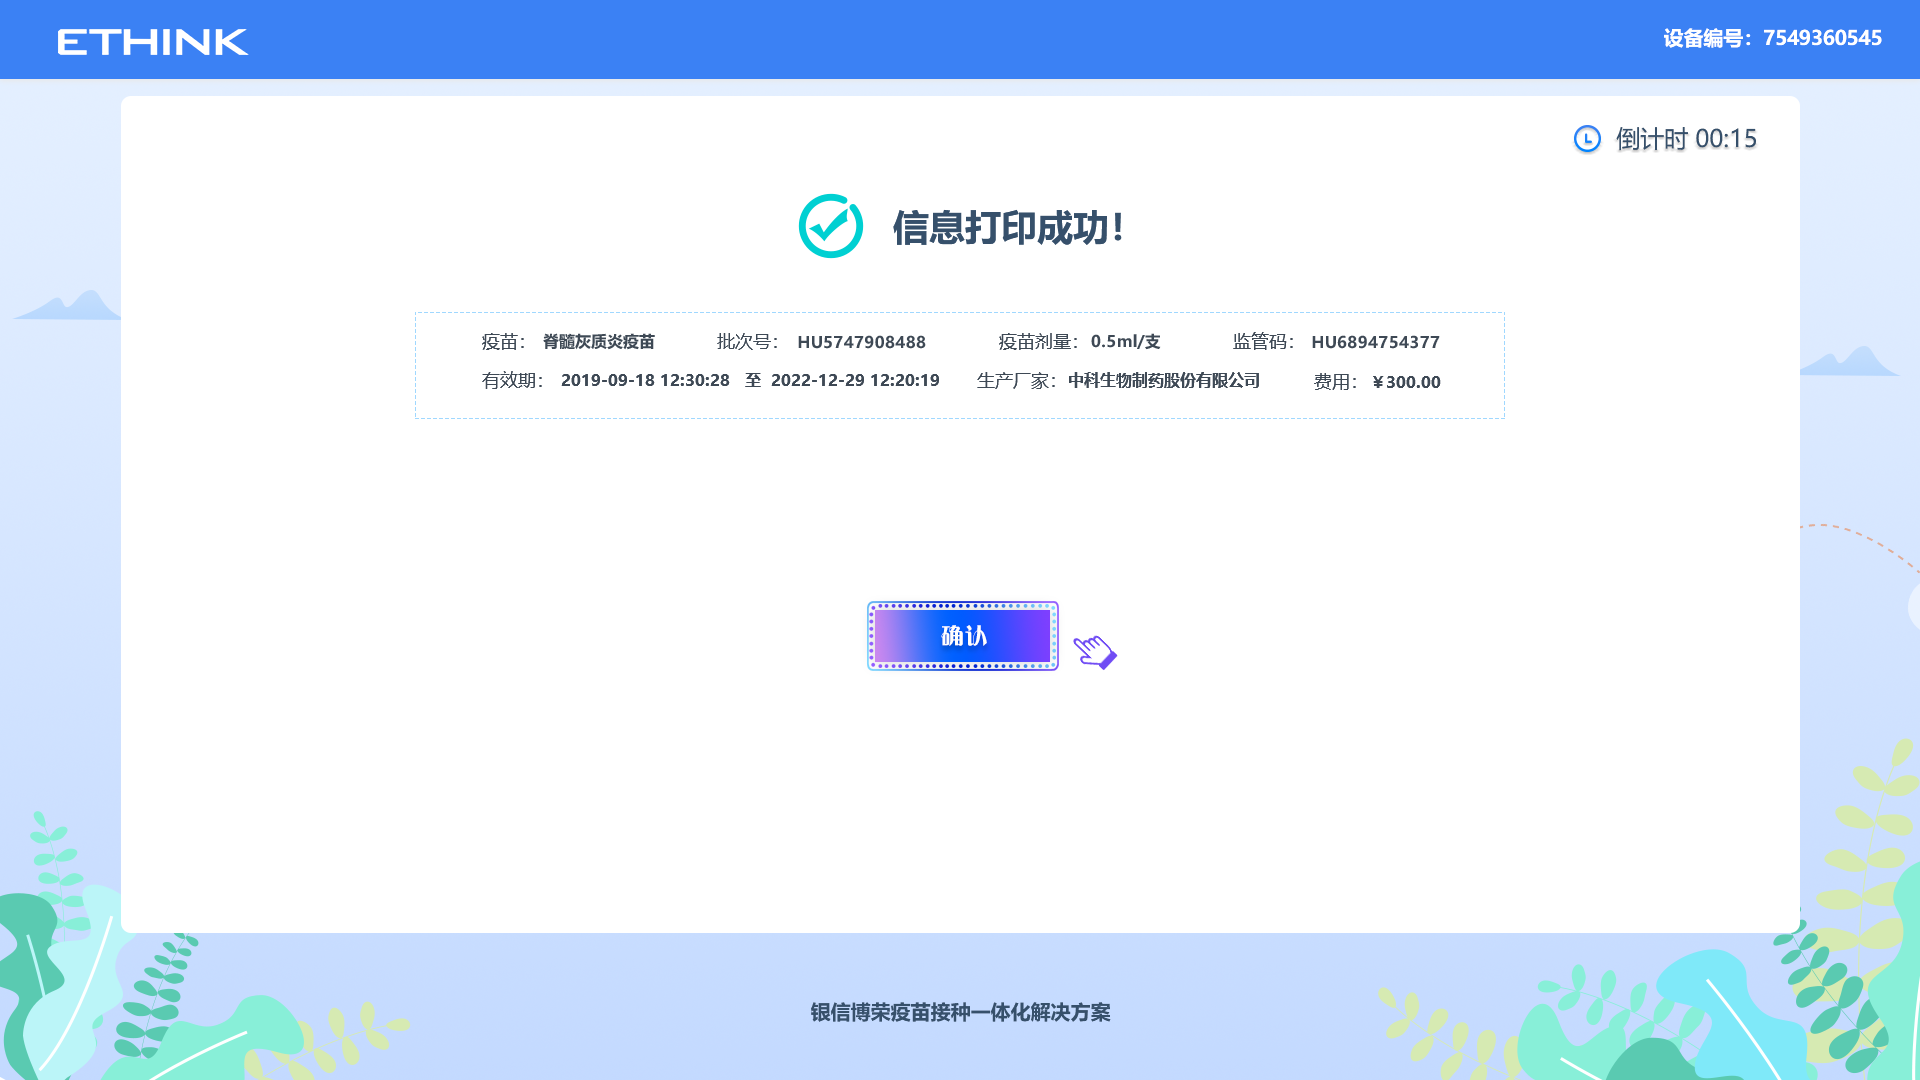 ETHINK
设备编号：7549360545
倒计时 00:15
信息打印成功！
疫苗： 脊髓灰质炎疫苗 批次号： HU5747908488 疫苗剂量：0.5ml/支 监管码： HU6894754377
有效期： 2019-09-18 12:30:28 至 2022-12-29 12:20:19 生产厂家：中科生物制药股份有限公司 费用：￥300.00
确认
银信博荣疫苗接种一体化解决方案